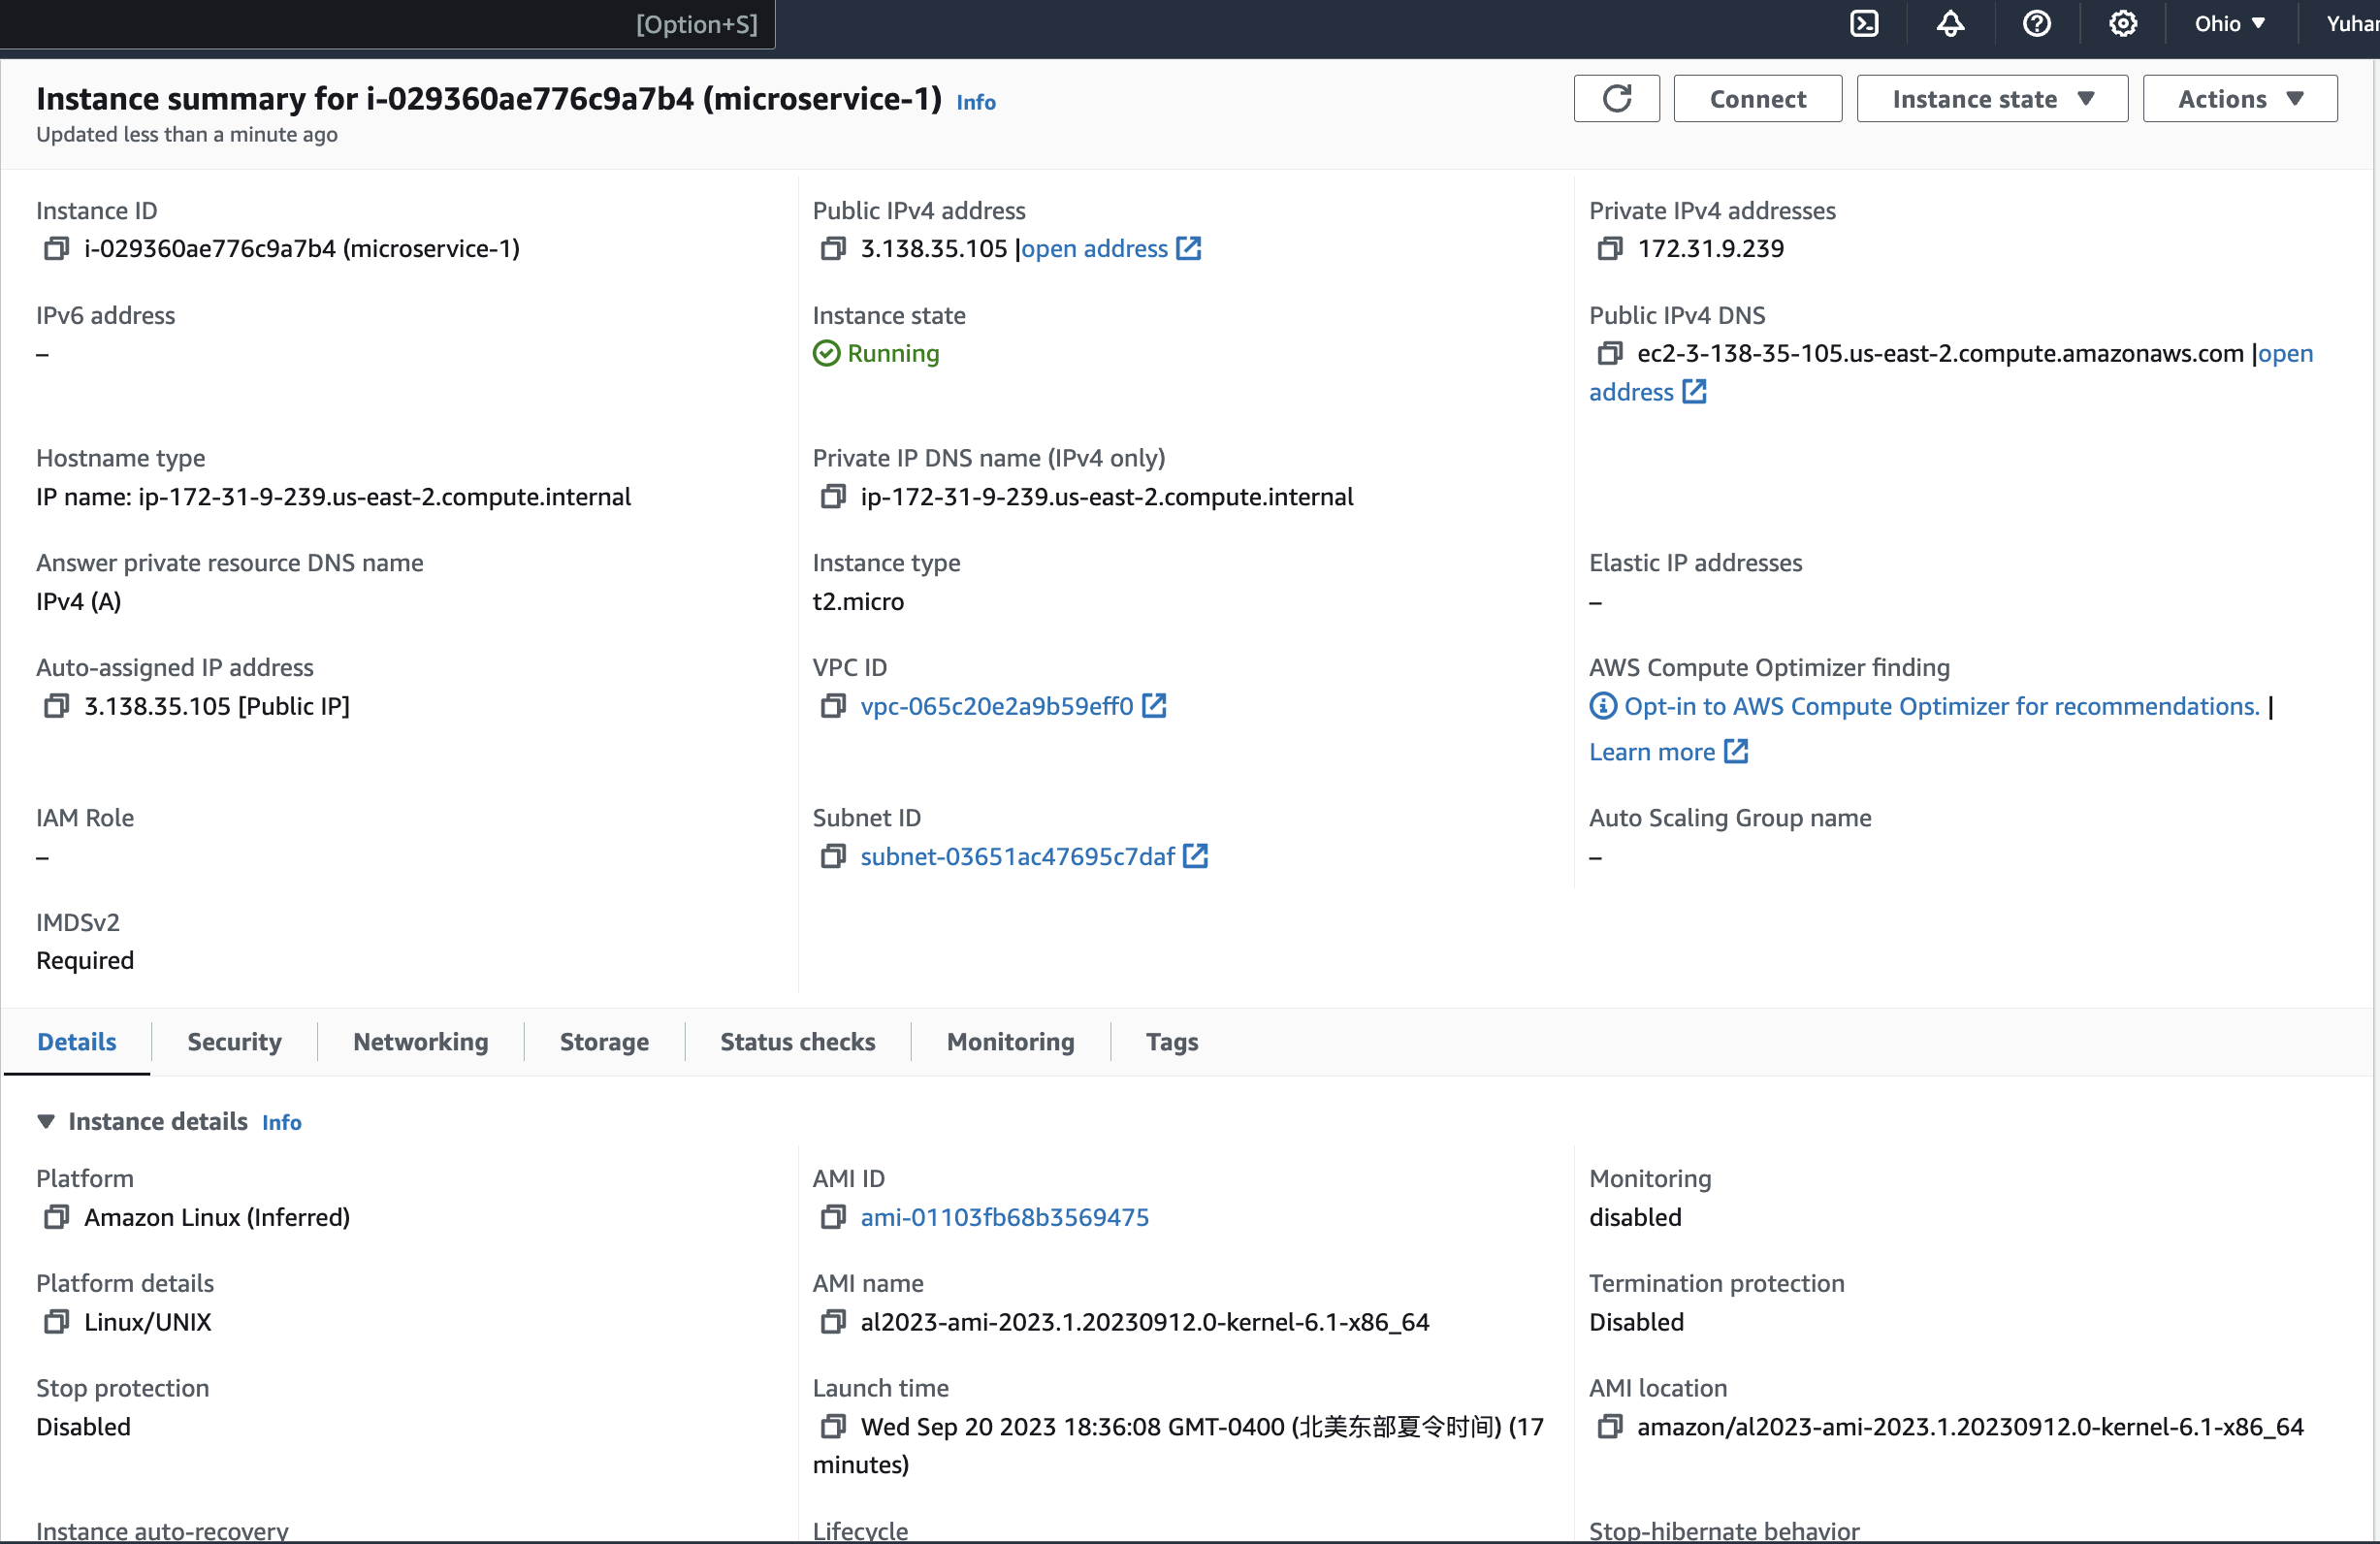 [Option+S]
Ohio
Instance summary for i-029360ae776c9a7b4 (microservice-1) Info
Updated less than a minute ago
Connect
Instance state
Actions
Instance ID
i-029360ae776c9a7b4 (microservice-1)
Public IPv4 address
3.138.35.105 |open address
Private IPv4 addresses
172.31.9.239
IPv6 address
–
Instance state
Running
Public IPv4 DNS
ec2-3-138-35-105.us-east-2.compute.amazonaws.com |open
address
Hostname type
IP name: ip-172-31-9-239.us-east-2.compute.internal
Private IP DNS name (IPv4 only)
ip-172-31-9-239.us-east-2.compute.internal
Answer private resource DNS name
IPv4 (A)
Instance type
t2.micro
Elastic IP addresses
–
Auto-assigned IP address
3.138.35.105 [Public IP]
VPC ID
vpc-065c20e2a9b59eff0
AWS Compute Optimizer finding
Opt-in to AWS Compute Optimizer for recommendations. |
Learn more
IAM Role
–
Subnet ID
subnet-03651ac47695c7daf
Auto Scaling Group name
–
IMDSv2
Required
Details
Security
Networking
Storage
Status checks
Monitoring
Tags
Instance details Info
Platform
Amazon Linux (Inferred)
AMI ID
ami-01103fb68b3569475
Monitoring
disabled
Platform details
Linux/UNIX
AMI name
al2023-ami-2023.1.20230912.0-kernel-6.1-x86_64
Termination protection
Disabled
Stop protection
Disabled
Launch time
Wed Sep 20 2023 18:36:08 GMT-0400 (北美东部夏令时间) (17
minutes)
AMI location
amazon/al2023-ami-2023.1.20230912.0-kernel-6.1-x86_64
Instance auto-recovery
Lifecycle
Stop-hibernate behavior